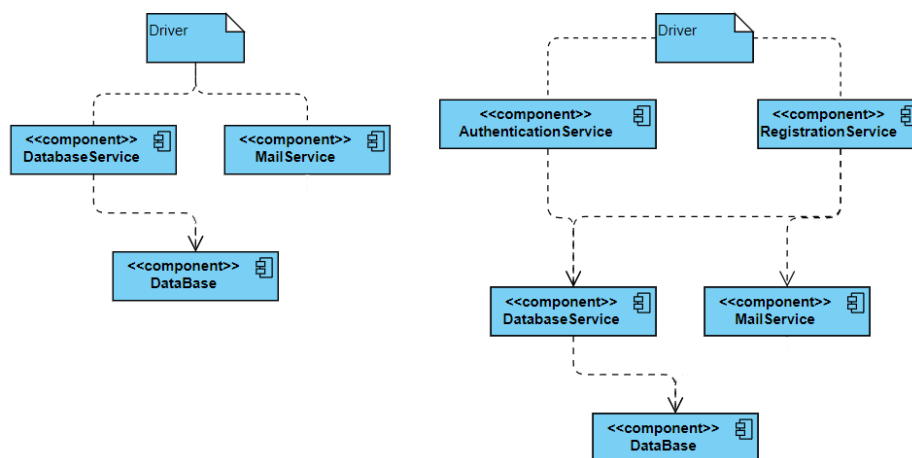 Driver
<<component>>
DatabaseService
<<component>>
MailService
<<component>>
DataBase
Driver
<<component>>
AuthenticationService
<<component>>
RegistrationService
<<component>>
DatabaseService
<<component>>
MailService
<<component>>
DataBase